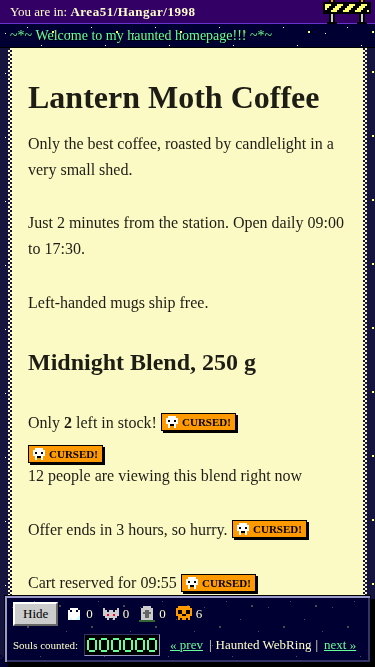 You are in: Area51/Hangar/1998
~*~ Welcome to my haunted homepage!!! ~*~
Lantern Moth Coffee
Only the best coffee, roasted by candlelight in a
very small shed.
Just 2 minutes from the station. Open daily 09:00
to 17:30.
Left-handed mugs ship free.
Midnight Blend, 250 g
Only 2 left in stock! CURSED!
CURSED!
12 people are viewing this blend right now
Offer ends in 3 hours, so hurry. CURSED!
Cart reserved for 09:55 CURSED!
Hide 0 0 0 6
Souls counted: 000000 « prev | Haunted WebRing | next »